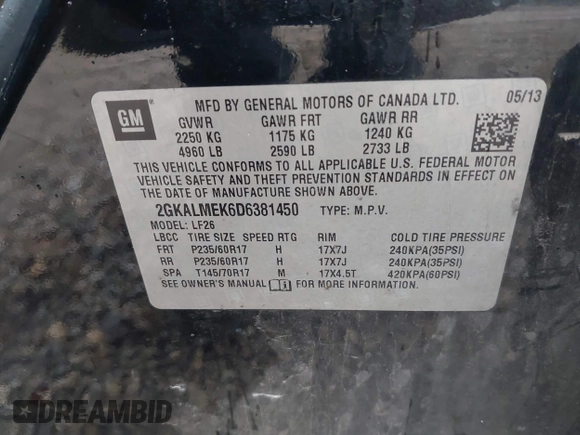 MFD BY GENERAL MOTORS OF CANADA LTD. 05/13
GM
GVWR GAWR FRT GAWR RR
2250 KG 1175 KG 1240 KG
4960 LB 2590 LB 2733 LB
THIS VEHICLE CONFORMS TO ALL APPLICABLE U.S. FEDERAL MOTOR
VEHICLE SAFETY AND THEFT PREVENTION STANDARDS IN EFFECT ON
THE DATE OF MANUFACTURE SHOWN ABOVE.
2GKALMEK6D6381450 TYPE: M.P.V.
MODEL: LF26
LBCC TIRE SIZE SPEED RTG RIM COLD TIRE PRESSURE
FRT P235/60R17 H 17X7J 240KPA(35PSI)
RR P235/60R17 H 17X7J 240KPA(35PSI)
SPA T145/70R17 M 17X4.5T 420KPA(60PSI)
SEE OWNER'S MANUAL FOR MORE INFORMATION.
DREAMBID